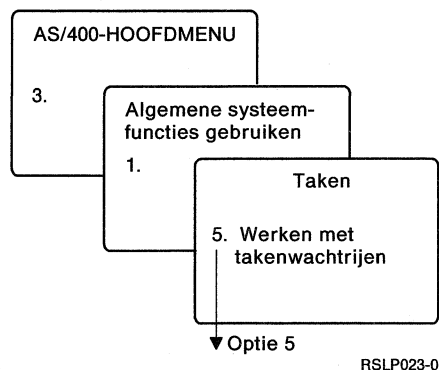 AS/400-HOOFDMENU
3.
Algemene systeem-
functies gebruiken
1.
Taken
5. Werken met
takenwachtrijen
Optie 5
RSLP023-0